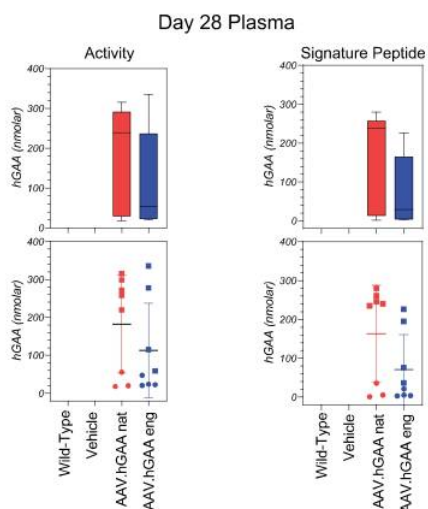 Day 28 Plasma
Activity
Signature Peptide
hGAA (nmolar)
400
300
200
100
0
hGAA (nmolar)
400
300
200
100
0
hGAA (nmolar)
400
300
200
100
0
hGAA (nmolar)
400
300
200
100
0
Wild-Type
Vehicle
AAV.hGAA nat
AAV.hGAA eng
Wild-Type
Vehicle
AAV.hGAA nat
AAV.hGAA eng